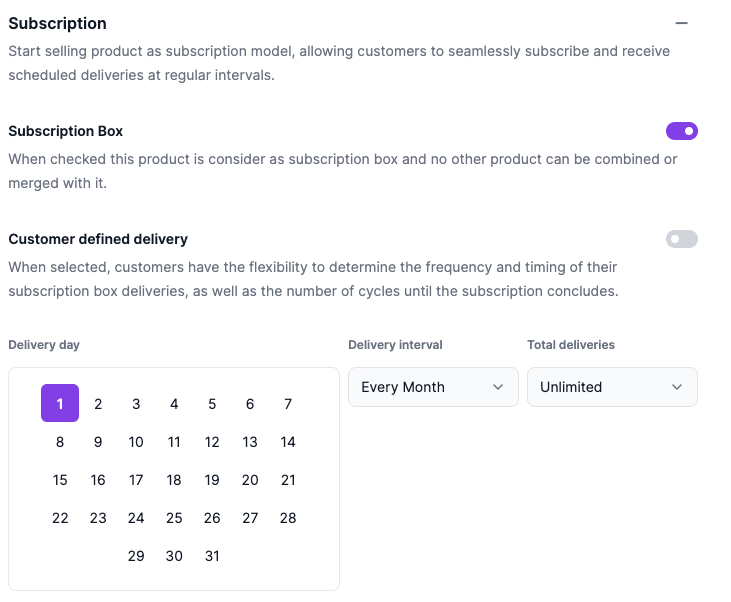 Subscription
Start selling product as subscription model, allowing customers to seamlessly subscribe and receive
scheduled deliveries at regular intervals.
Subscription Box
When checked this product is consider as subscription box and no other product can be combined or
merged with it.
Customer defined delivery
When selected, customers have the flexibility to determine the frequency and timing of their
subscription box deliveries, as well as the number of cycles until the subscription concludes.
Delivery day Delivery interval Total deliveries
Every Month Unlimited
1 2 3 4 5 6 7
8 9 10 11 12 13 14
15 16 17 18 19 20 21
22 23 24 25 26 27 28
29 30 31